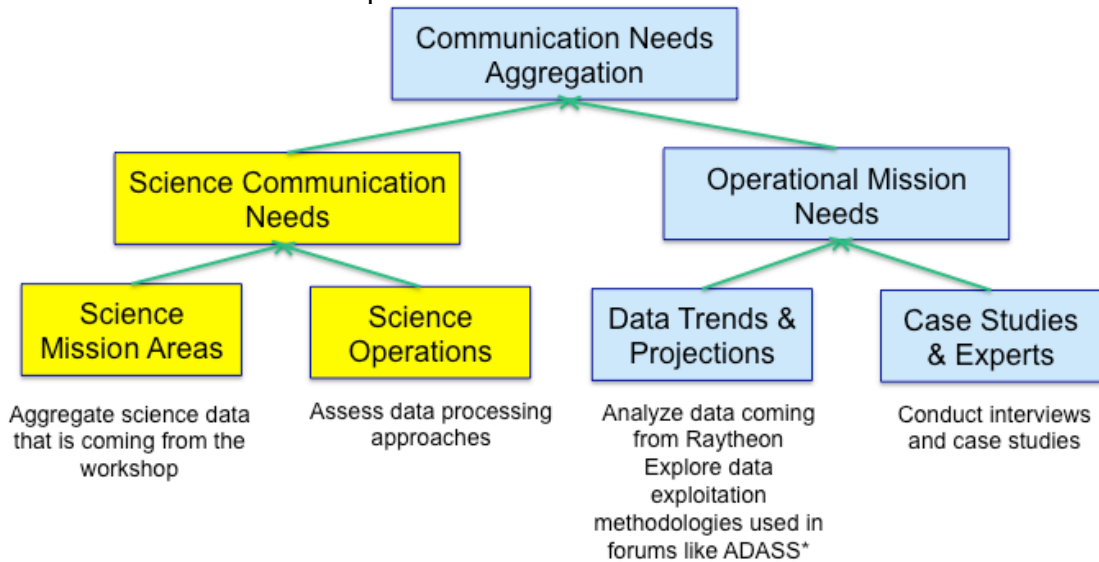 Communication Needs
Aggregation
Science Communication
Needs
Operational Mission
Needs
Science
Mission Areas
Science
Operations
Data Trends &
Projections
Case Studies
& Experts
Aggregate science data
that is coming from the
workshop
Assess data processing
approaches
Analyze data coming
from Raytheon
Explore data
exploitation
methodologies used in
forums like ADASS*
Conduct interviews
and case studies